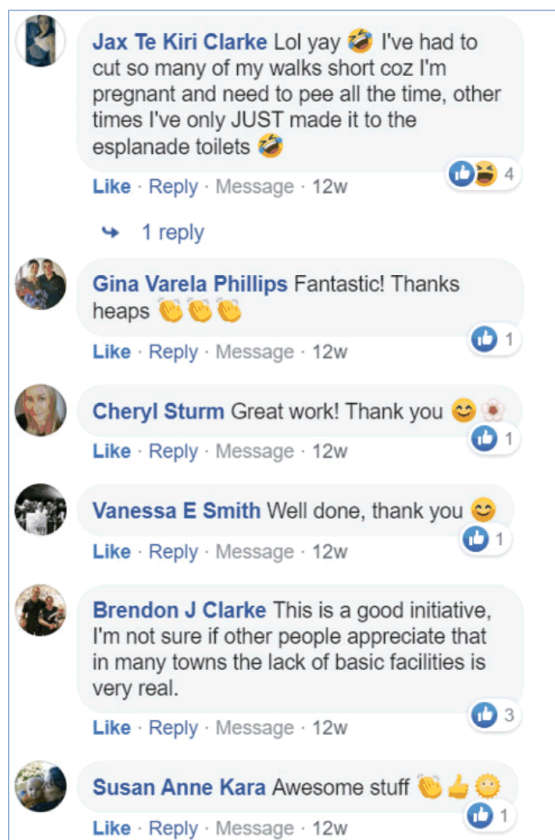 Jax Te Kiri Clarke Lol yay 🤣 I've had to
cut so many of my walks short coz I'm
pregnant and need to pee all the time, other
times I've only JUST made it to the
esplanade toilets 🤣
4
Like · Reply · Message · 12w
1 reply
Gina Varela Phillips Fantastic! Thanks
heaps 👏👏👏
1
Like · Reply · Message · 12w
Cheryl Sturm Great work! Thank you 😊🌸
1
Like · Reply · Message · 12w
Vanessa E Smith Well done, thank you 😊
1
Like · Reply · Message · 12w
Brendon J Clarke This is a good initiative,
I'm not sure if other people appreciate that
in many towns the lack of basic facilities is
very real.
3
Like · Reply · Message · 12w
Susan Anne Kara Awesome stuff 👏👍🌞
1
Like · Reply · Message · 12w